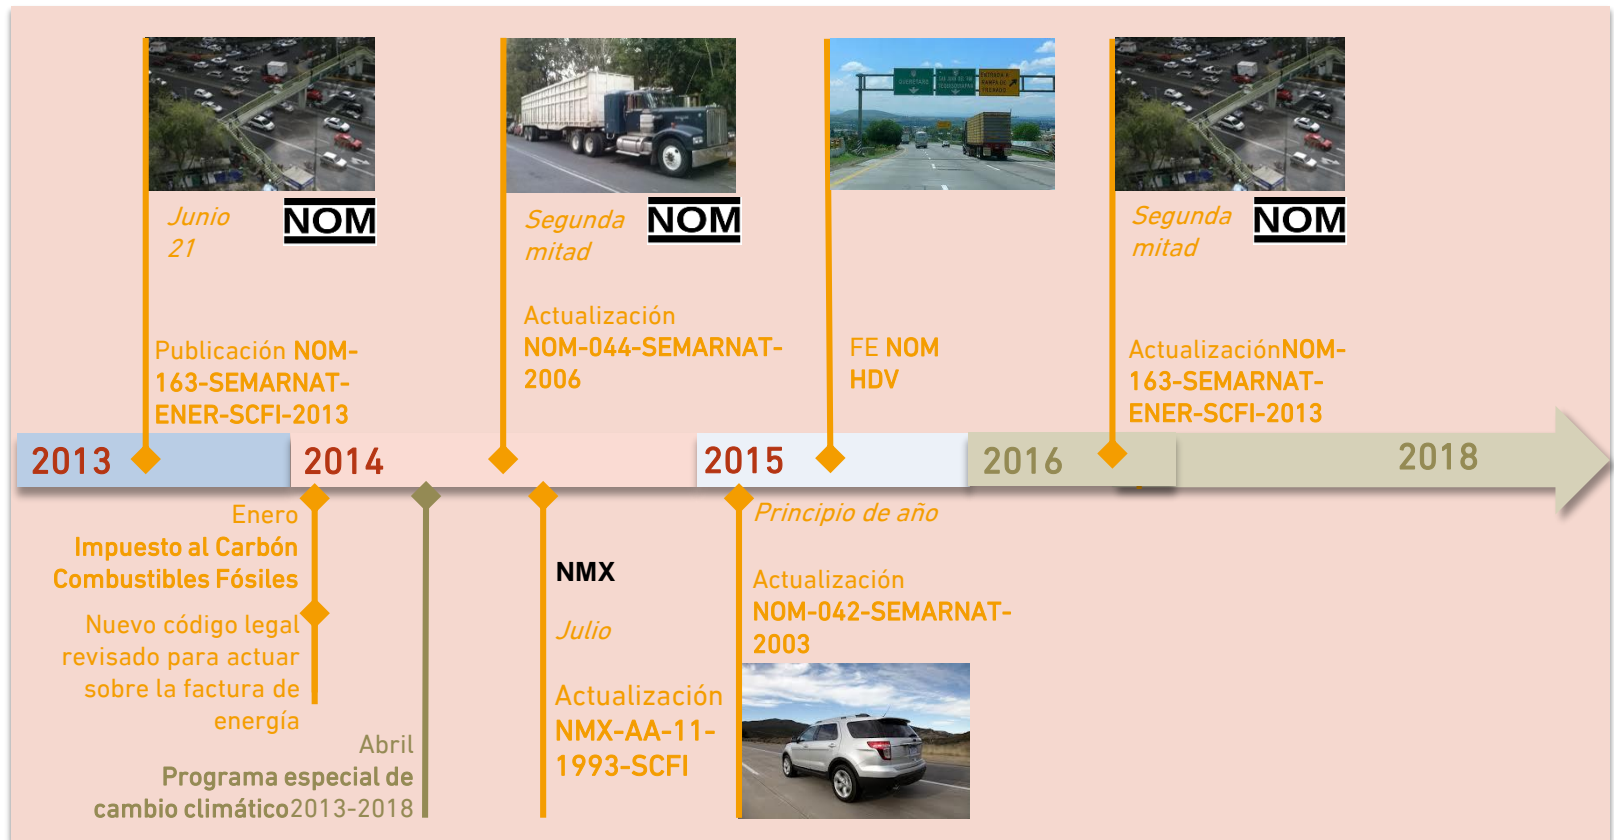 Junio
21
NOM
Publicación NOM-
163-SEMARNAT-
ENER-SCFI-2013
Segunda
mitad
NOM
Actualización
NOM-044-SEMARNAT-
2006
QUERETARO
FE NOM
HDV
Segunda
mitad
NOM
ActualizaciónNOM-
163-SEMARNAT-
ENER-SCFI-2013
2013
2014
2015
2016
2018
Enero
Impuesto al Carbón
Combustibles Fósiles
Nuevo código legal
revisado para actuar
sobre la factura de
energía
Abril
Programa especial de
cambio climático2013-2018
NMX
Julio
Actualización
NMX-AA-11-
1993-SCFI
Principio de año
Actualización
NOM-042-SEMARNAT-
2003